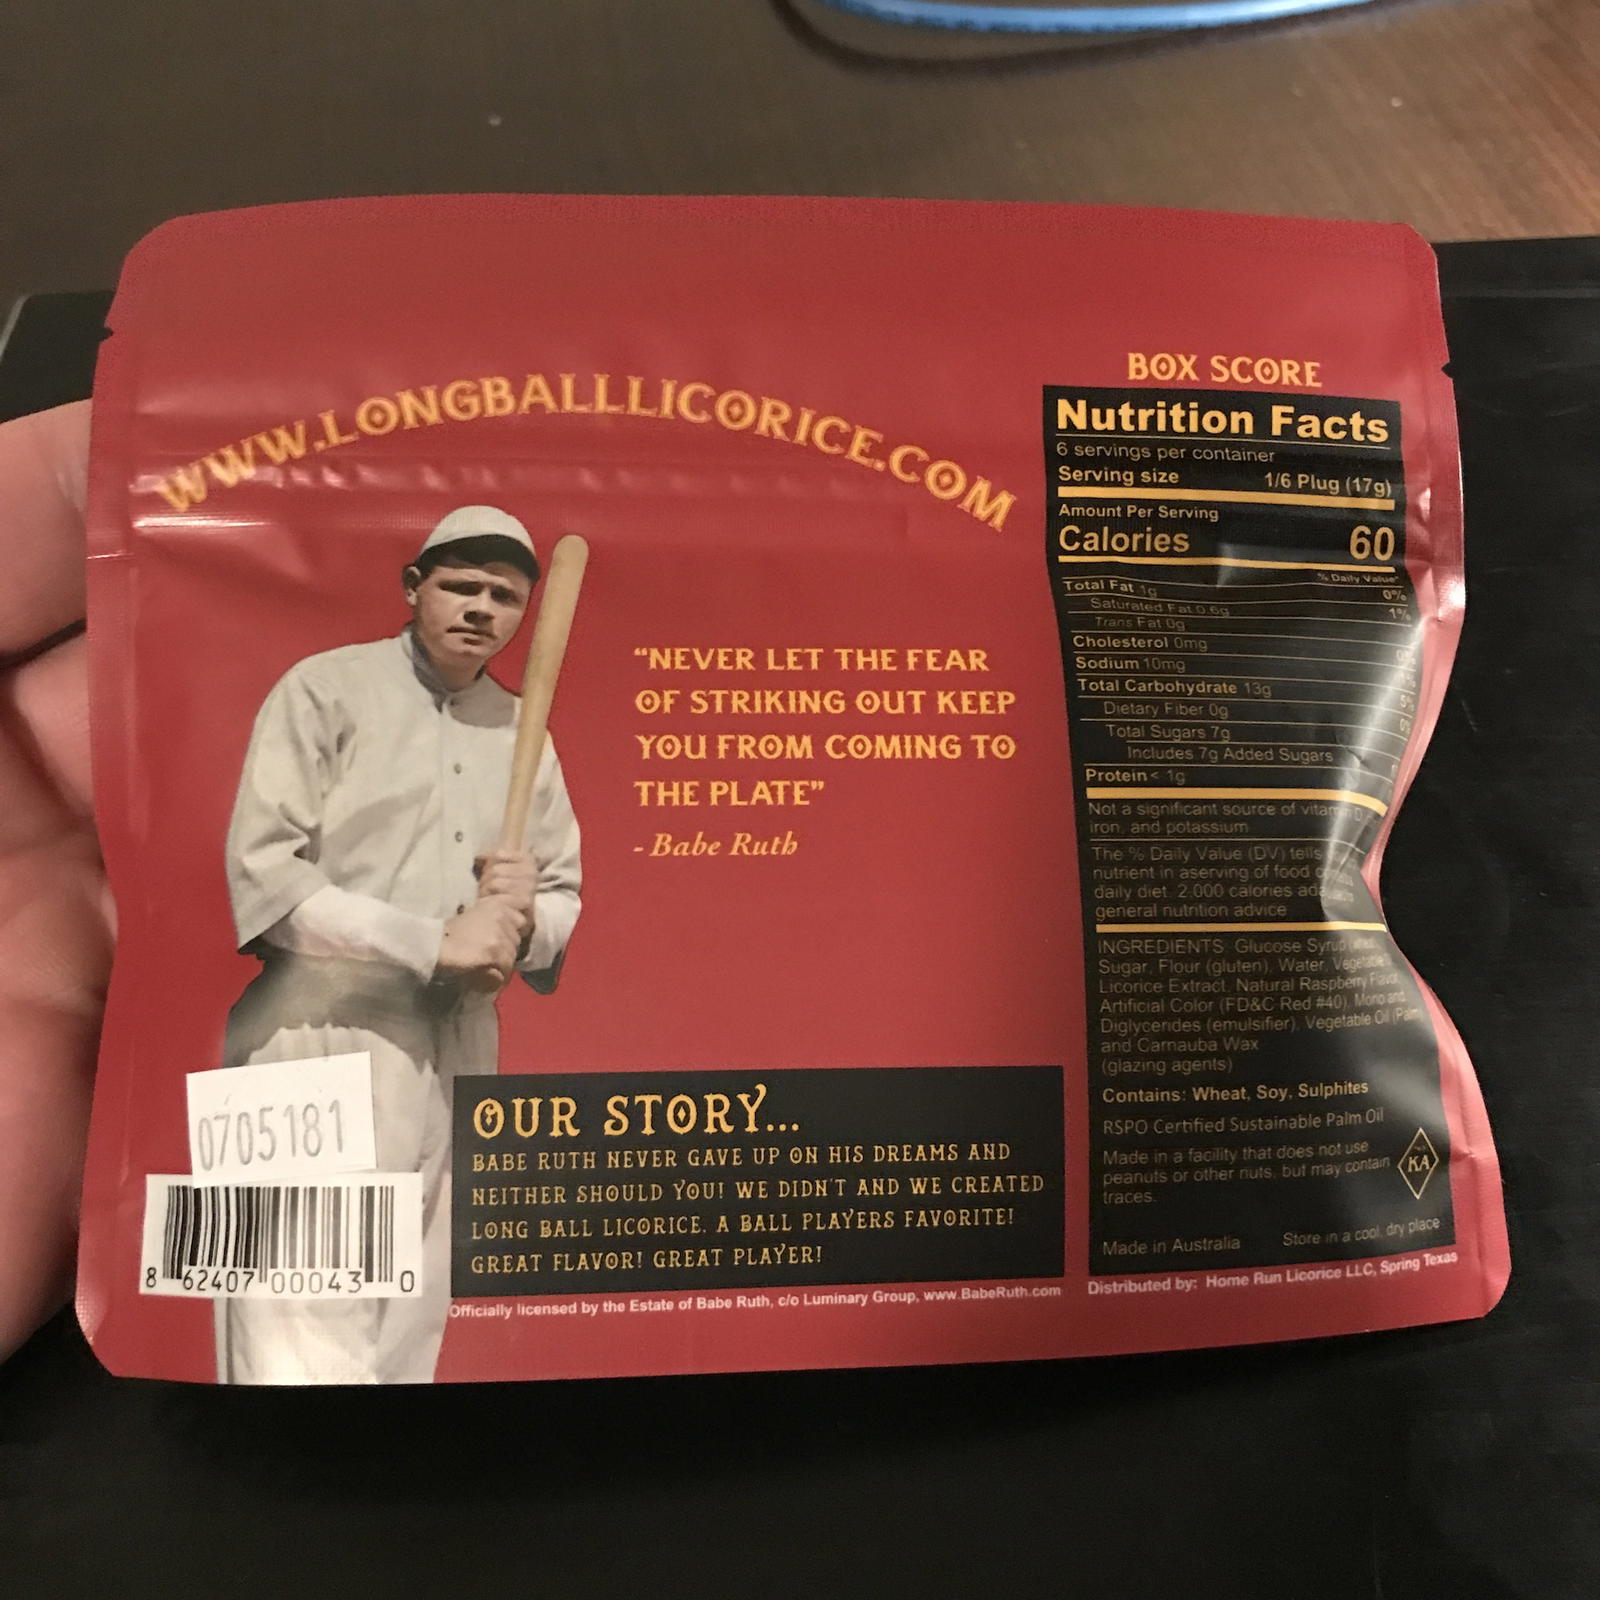 WWW.LONGBALLLICORICE.COM
"NEVER LET THE FEAR
OF STRIKING OUT KEEP
YOU FROM COMING TO
THE PLATE"
- Babe Ruth
0705181
8 62407 00043 0
OUR STORY...
BABE RUTH NEVER GAVE UP ON HIS DREAMS AND
NEITHER SHOULD YOU! WE DIDN'T AND WE CREATED
LONG BALL LICORICE. A BALL PLAYERS FAVORITE!
GREAT FLAVOR! GREAT PLAYER!
Officially licensed by the Estate of Babe Ruth, c/o Luminary Group, www.BabeRuth.com
BOX SCORE
Nutrition Facts
6 servings per container
Serving size 1/6 Plug (17g)
Amount Per Serving
Calories 60
% Daily Value*
Total Fat 1g 0%
Saturated Fat 0.6g 1%
Trans Fat 0g
Cholesterol 0mg
Sodium 10mg
Total Carbohydrate 13g 5%
Dietary Fiber 0g
Total Sugars 7g
Includes 7g Added Sugars
Protein < 1g
Not a significant source of vitamin D
iron, and potassium
The % Daily Value (DV) tells
nutrient in aserving of food
daily diet. 2,000 calories
general nutrition advice
INGREDIENTS: Glucose Syrup
Sugar, Flour (gluten), Water, Vegetable
Licorice Extract, Natural Raspberry Flavor,
Artificial Color (FD&C Red #40), Mono and
Diglycerides (emulsifier), Vegetable Oil (Palm
and Carnauba Wax
(glazing agents)
Contains: Wheat, Soy, Sulphites
RSPO Certified Sustainable Palm Oil
Made in a facility that does not use
peanuts or other nuts, but may contain
traces.
KA
Made in Australia Store in a cool, dry place
Distributed by: Home Run Licorice LLC, Spring Texas